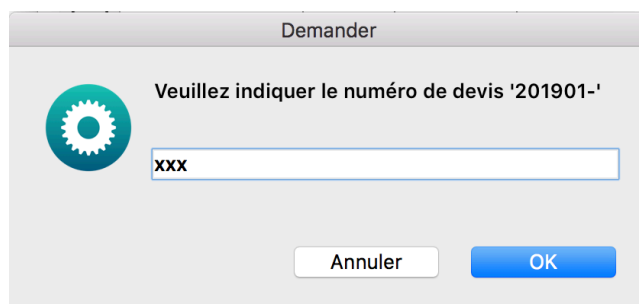 Demander
Veuillez indiquer le numéro de devis '201901-'
xxx
Annuler
OK